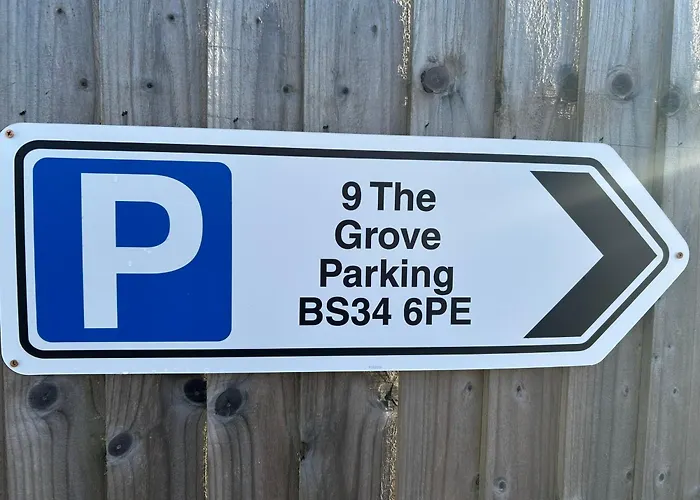 P
9 The
Grove
Parking
BS34 6PE